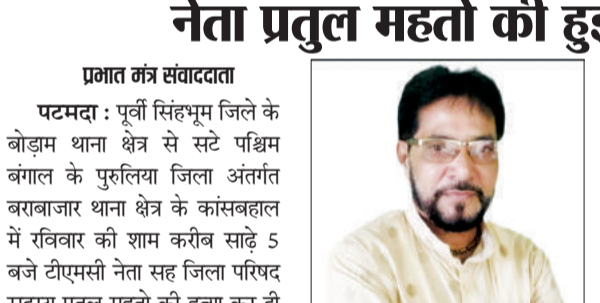 नेता प्रतुल महतो की
प्रभात मंत्र संवाददाता
पटमदा : पूर्वी सिंहभूम जिले के
बोड़ाम थाना क्षेत्र से सटे पश्चिम
बंगाल के पुरुलिया जिला अंतर्गत
बराबाजार थाना क्षेत्र के कांसबहाल
में रविवार की शाम करीब साढ़े 5
बजे टीएमसी नेता सह जिला परिषद